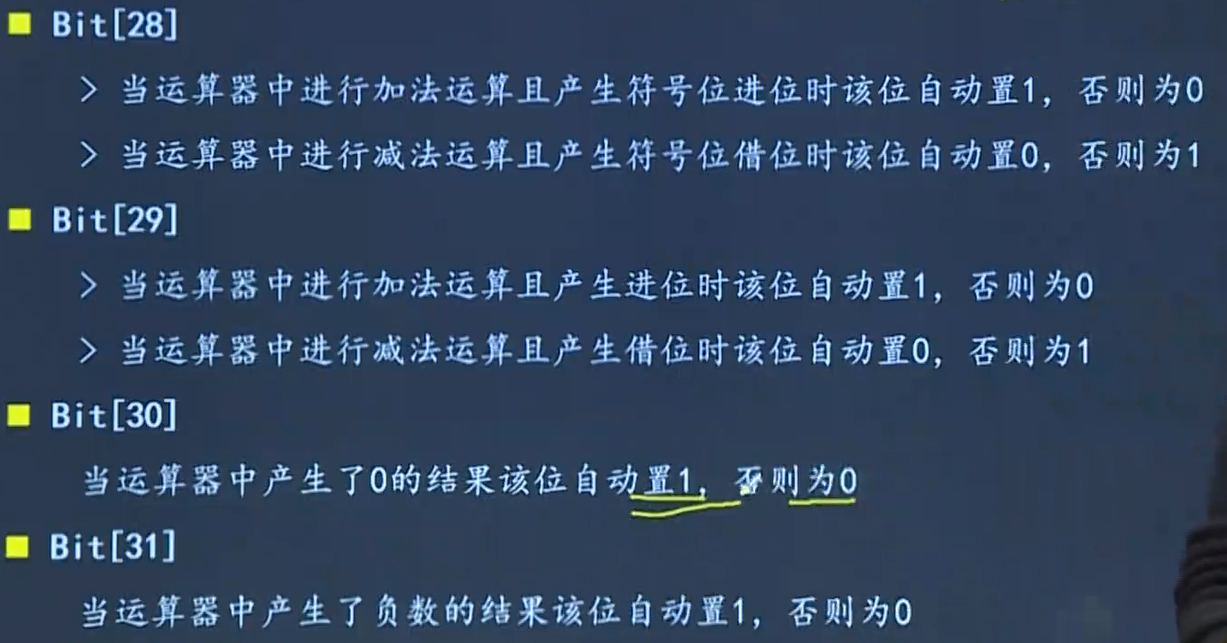 Bit[28]
> 当运算器中进行加法运算且产生符号位进位时该位自动置1，否则为0
> 当运算器中进行减法运算且产生符号位借位时该位自动置0，否则为1
Bit[29]
> 当运算器中进行加法运算且产生进位时该位自动置1，否则为0
> 当运算器中进行减法运算且产生借位时该位自动置0，否则为1
Bit[30]
当运算器中产生了0的结果该位自动置1，否则为0
Bit[31]
当运算器中产生了负数的结果该位自动置1，否则为0